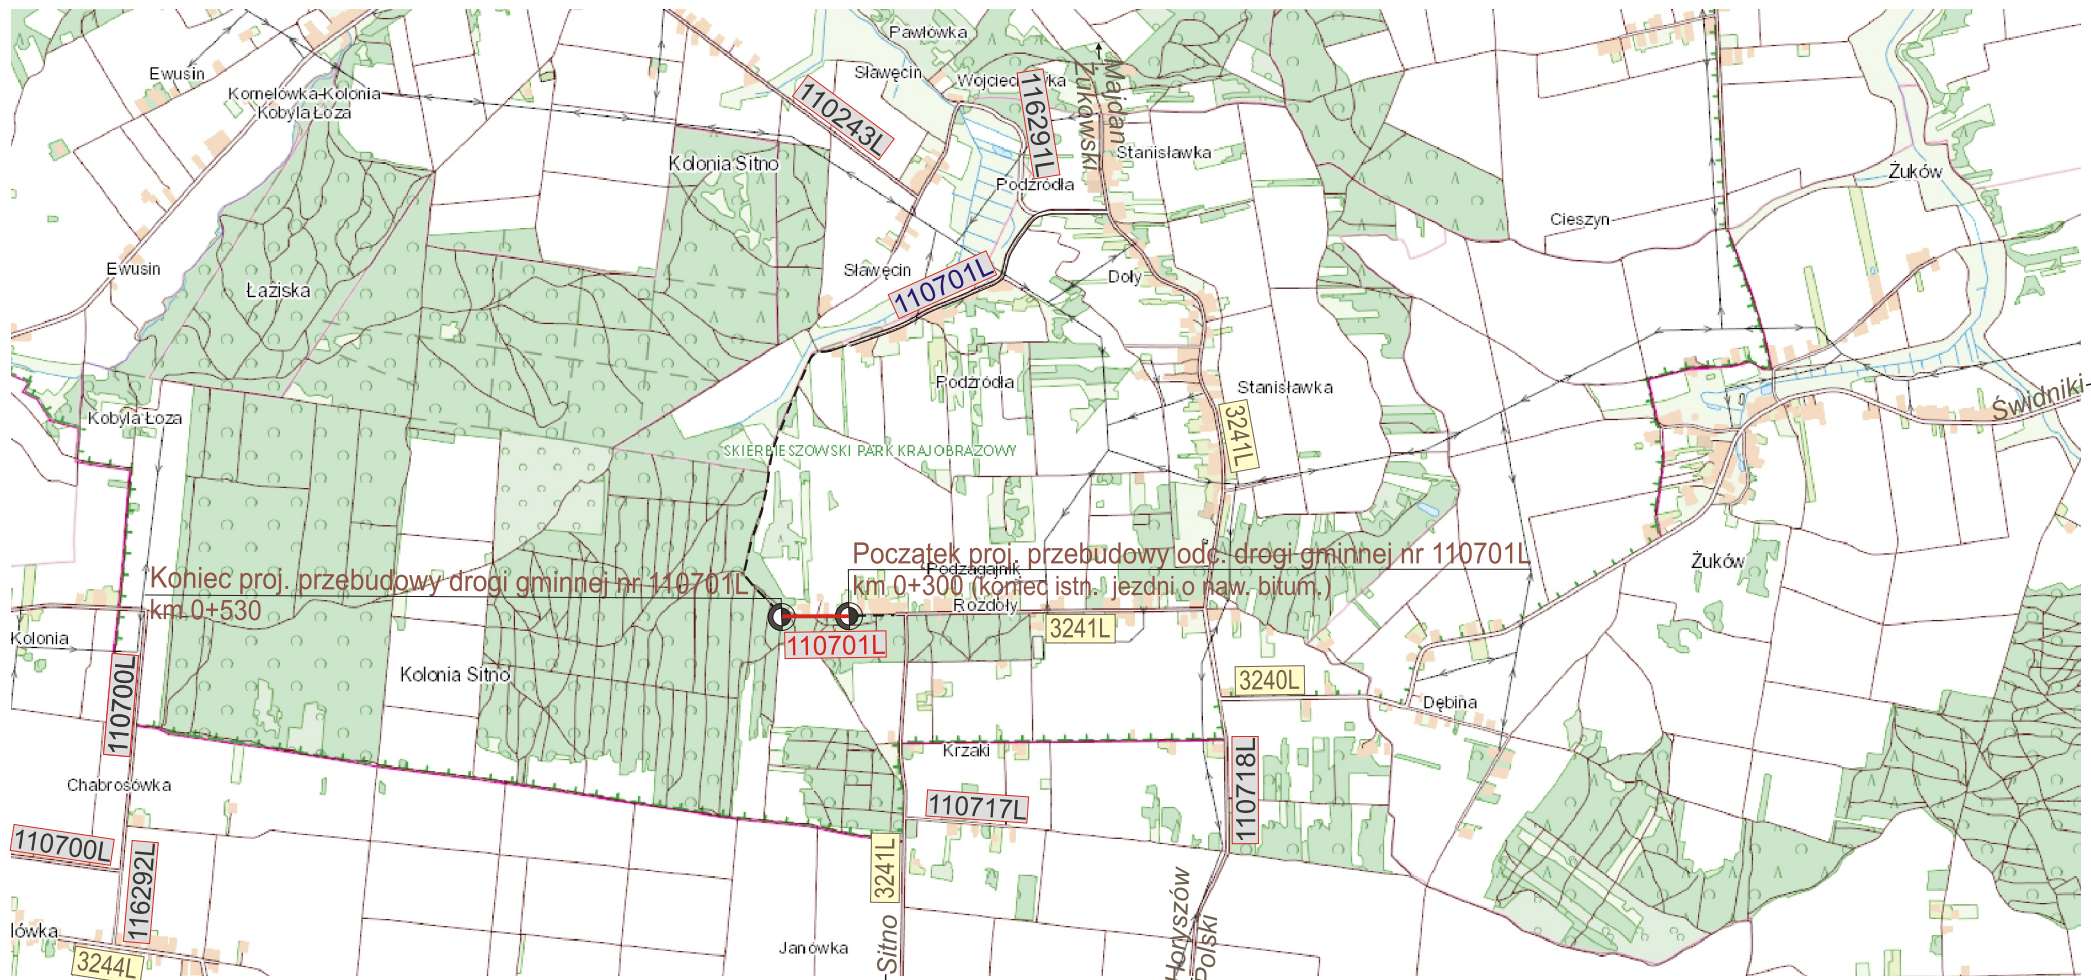 Pawłówka
Ewusin
Sławęcin
Kornelówka-Kolonia
Kobyla Łoza
110243L
116291L
Majdan
Żukowski
Stanisławka
Kolonia Sitno
Podźródła
Żuków
Cieszyn
Ewusin
Łaziska
Sławęcin
110701L
Doły
Podźródła
Stanisławka
Świdniki
Kobyla Łoza
3241L
SKIERBIESZOWSKI PARK KRAJOBRAZOWY
Początek proj. przebudowy odc. drogi gminnej nr 110701L
km 0+300 (koniec istn. jezdni o naw. bitum.)
Koniec proj. przebudowy drogi gminnej nr 110701L
km 0+530
Podzagajnik
Rozdoły
Żuków
Kolonia
110701L
3241L
Kolonia Sitno
3240L
Dębina
110700L
Krzaki
110718L
Chabrosówka
110717L
110700L
116292L
3241L
lówka
Janówka
Sitno
Horyszów
Polski
3244L